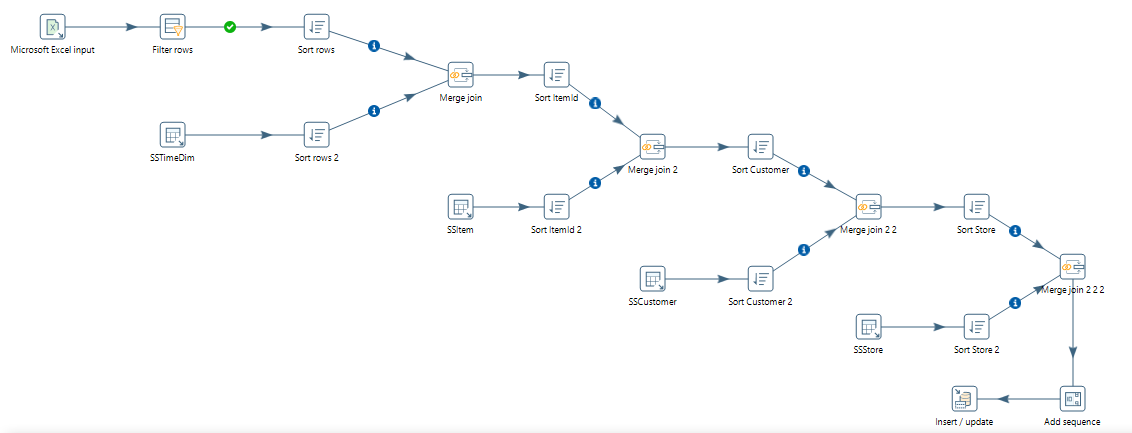 Microsoft Excel input
Filter rows
Sort rows
Merge join
Sort ItemId
SSTimeDim
Sort rows 2
Merge join 2
Sort Customer
SSItem
Sort ItemId 2
Merge join 2 2
Sort Store
SSCustomer
Sort Customer 2
Merge join 2 2 2
SSStore
Sort Store 2
Insert / update
Add sequence